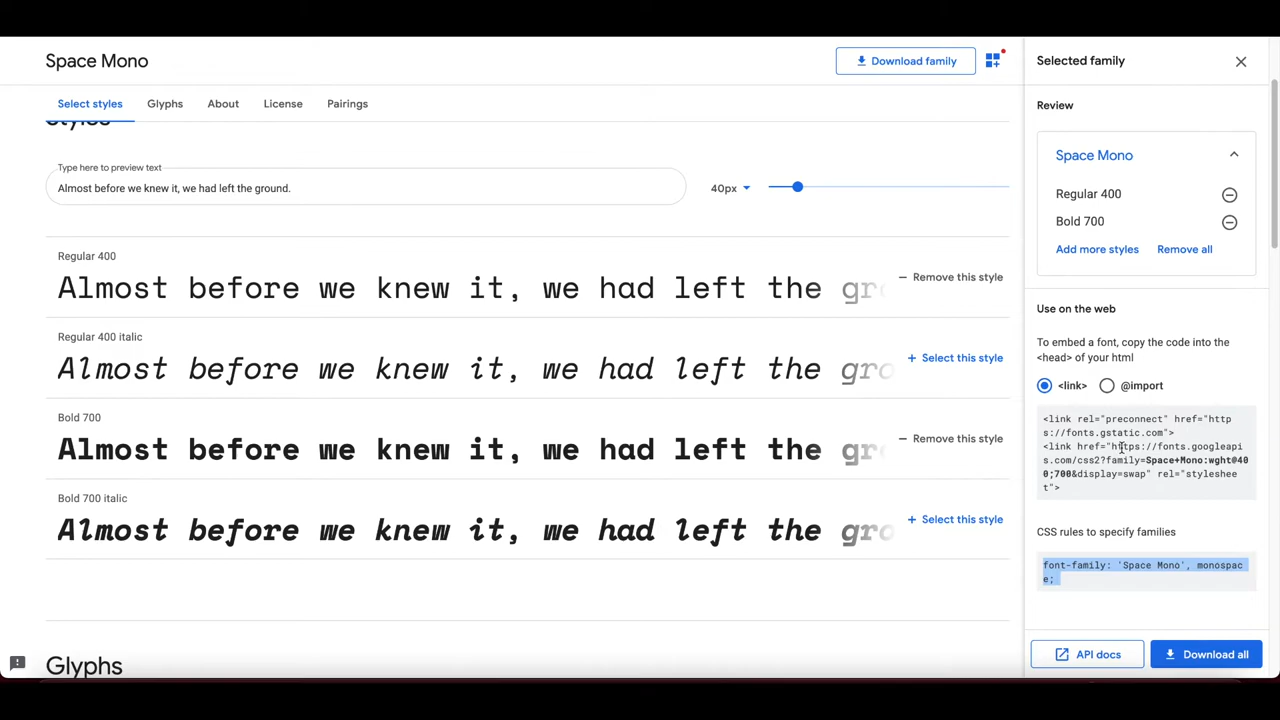 Space Mono
Download family
Select styles
Glyphs
About
License
Pairings
Styles
Type here to preview text
Almost before we knew it, we had left the ground.
40px
Regular 400
Almost before we knew it, we had left the gro
Remove this style
Regular 400 italic
Almost before we knew it, we had left the gro
Select this style
Bold 700
Almost before we knew it, we had left the gro
Remove this style
Bold 700 italic
Almost before we knew it, we had left the gro
Select this style
Glyphs
Selected family
Review
Space Mono
Regular 400
Bold 700
Add more styles
Remove all
Use on the web
To embed a font, copy the code into the
<head> of your html
<link>
@import
<link rel="preconnect" href="http
s://fonts.gstatic.com">
<link href="https://fonts.googleapi
s.com/css2?family=Space+Mono:wght@40
0;700&display=swap" rel="styleshee
t">
CSS rules to specify families
font-family: 'Space Mono', monospac
e;
API docs
Download all